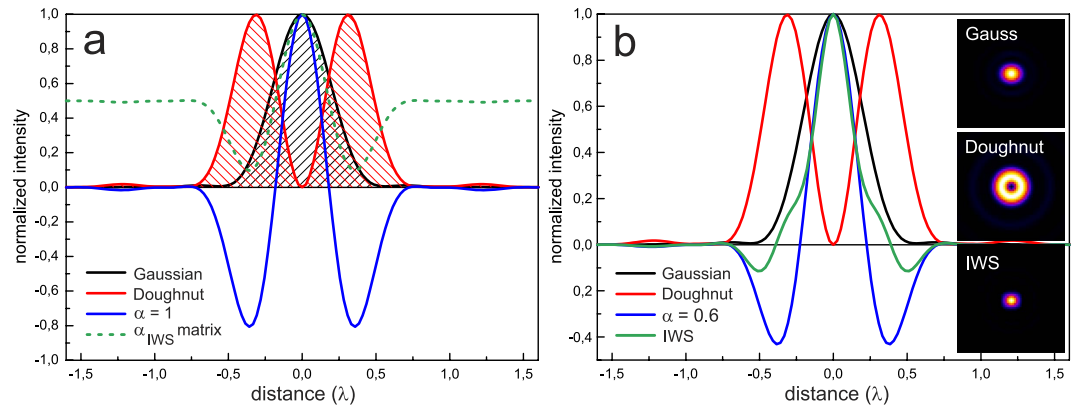 a
1,0
0,8
0,6
0,4
0,2
0,0
-0,2
-0,4
-0,6
-0,8
-1,0
normalized intensity
Gaussian
Doughnut
α = 1
α IWS matrix
-1,5 -1,0 -0,5 0,0 0,5 1,0 1,5
distance (λ)
b
1,0
0,8
0,6
0,4
0,2
0,0
-0,2
-0,4
normalized intensity
Gaussian
Doughnut
α = 0.6
IWS
Gauss
Doughnut
IWS
-1,5 -1,0 -0,5 0,0 0,5 1,0 1,5
distance (λ)